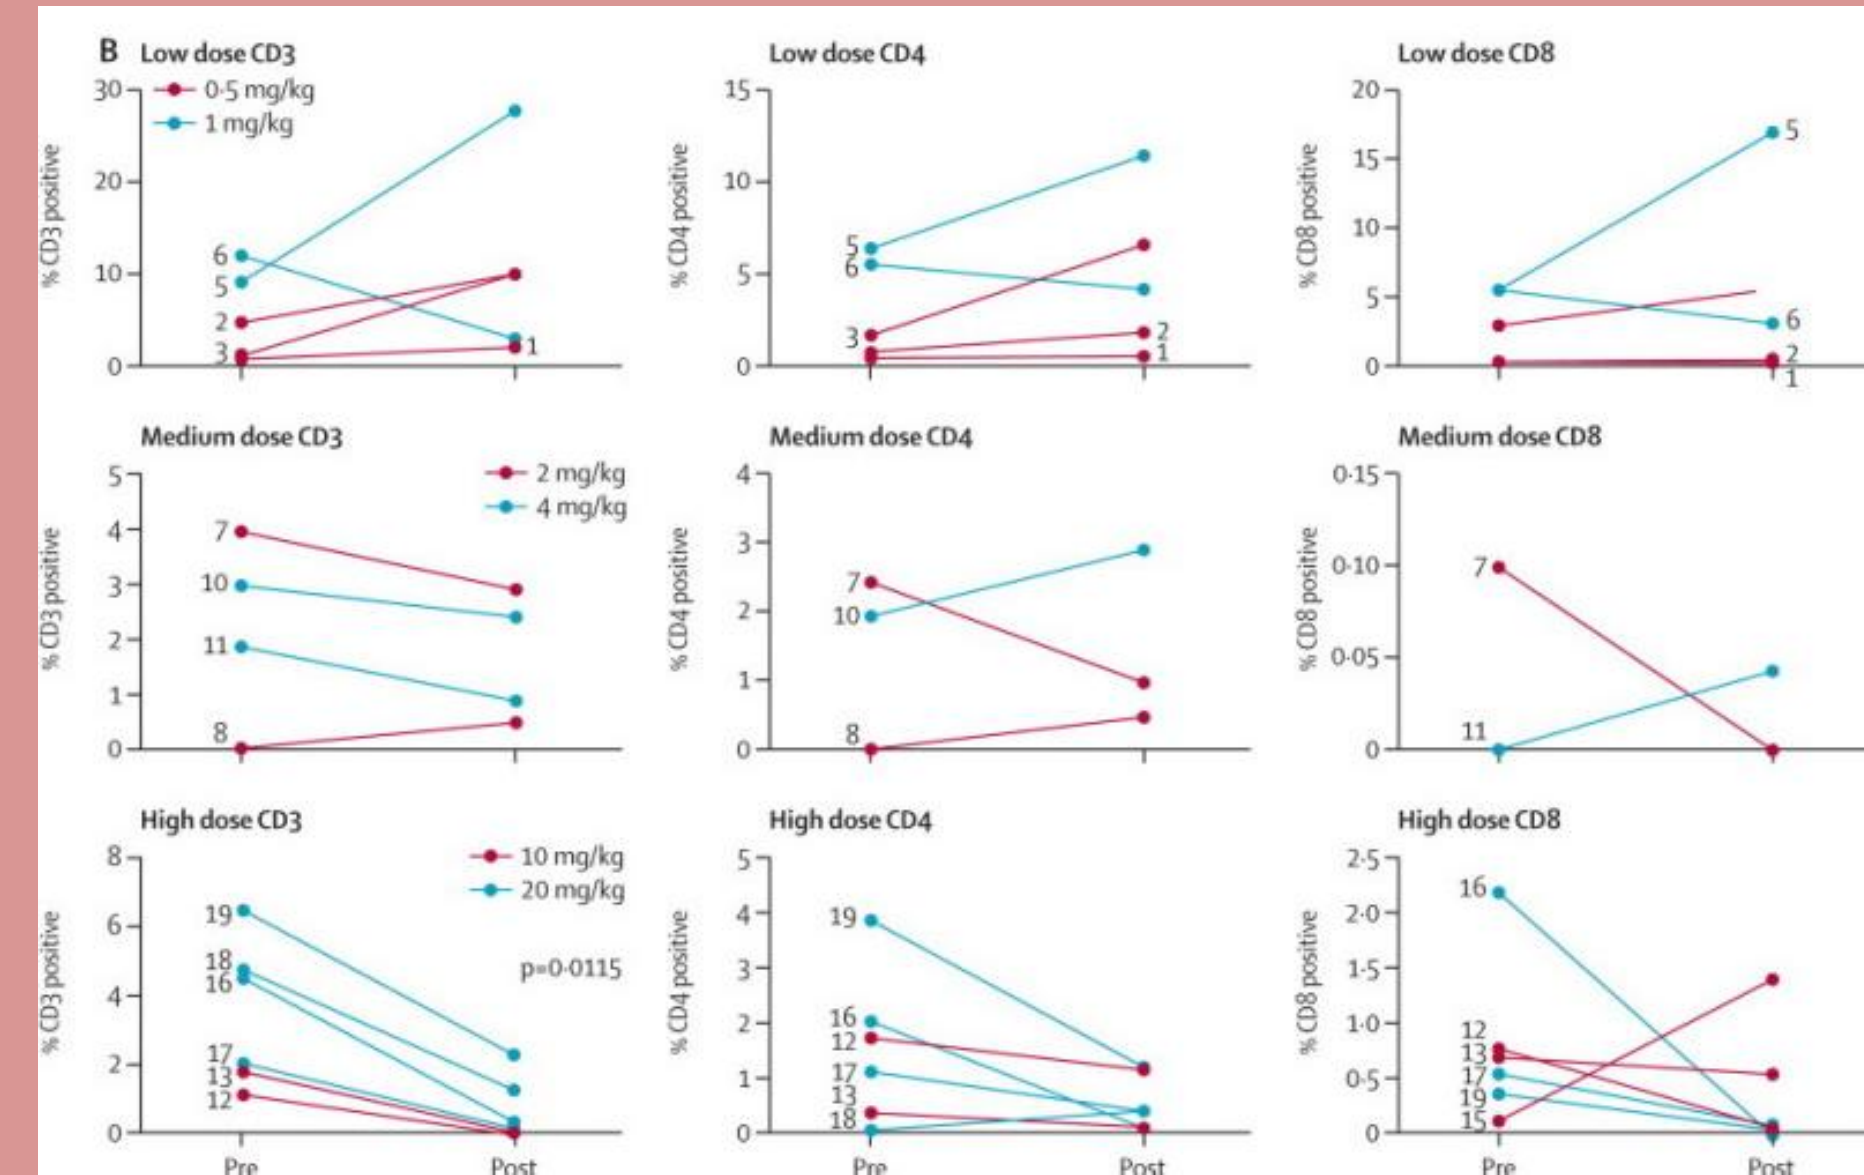 B Low dose CD3
0·5 mg/kg
1 mg/kg
% CD3 positive
30
20
10
0
6
5
2
3
1
Low dose CD4
% CD4 positive
15
10
5
0
5
6
3
2
1
Low dose CD8
% CD8 positive
20
15
10
5
0
5
6
2
1
Medium dose CD3
2 mg/kg
4 mg/kg
% CD3 positive
5
4
3
2
1
0
7
10
11
8
Medium dose CD4
% CD4 positive
4
3
2
1
0
7
10
8
Medium dose CD8
% CD8 positive
0·15
0·10
0·05
0
7
11
High dose CD3
10 mg/kg
20 mg/kg
p=0·0115
% CD3 positive
8
6
4
2
0
19
18
16
17
13
12
Pre
Post
High dose CD4
% CD4 positive
5
4
3
2
1
0
19
16
12
17
13
18
Pre
Post
High dose CD8
% CD8 positive
2·5
2·0
1·5
1·0
0·5
0
16
12
13
17
19
15
Pre
Post